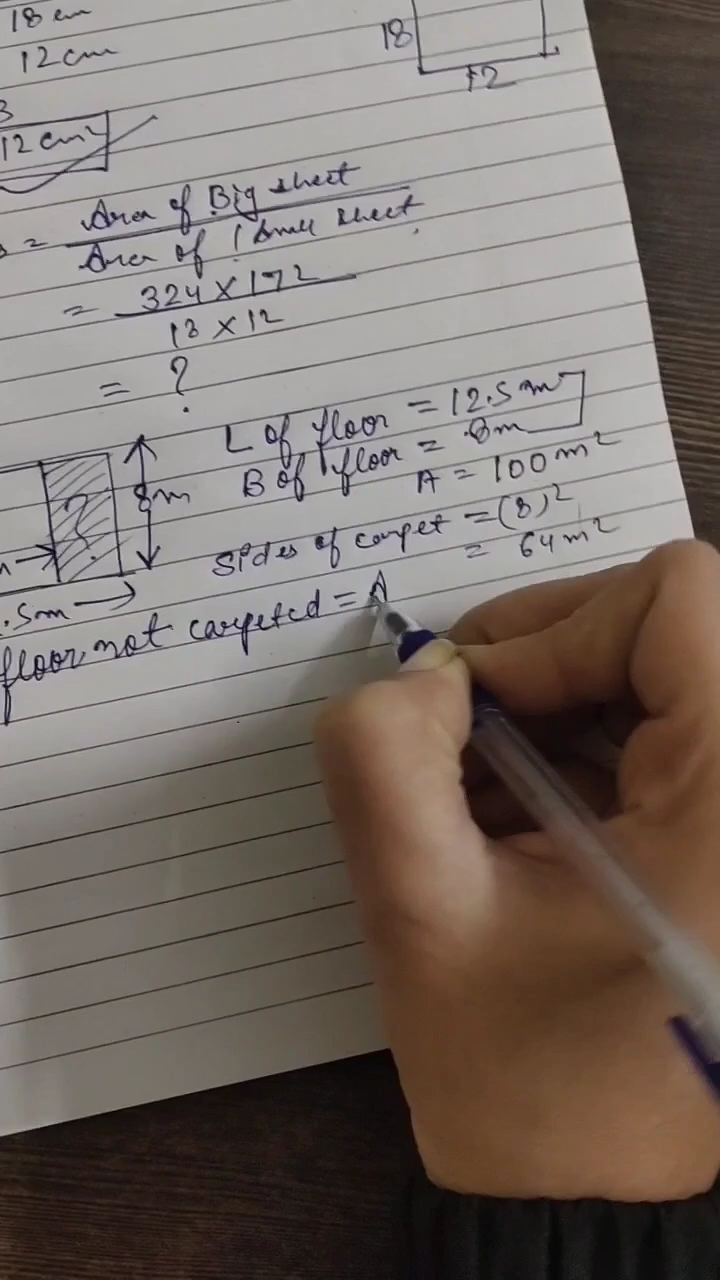 18 cm
12 cm
18
12
3
12 cm²
= Area of Big sheet
Area of 1 small sheet
= 324 × 172
18 × 12
= ?
L of floor = 12.5 m
B of floor = 8m
A = 100 m²
?
8m
Sides of carpet = (8)²
= 64 m²
.5m
floor not carpeted = A